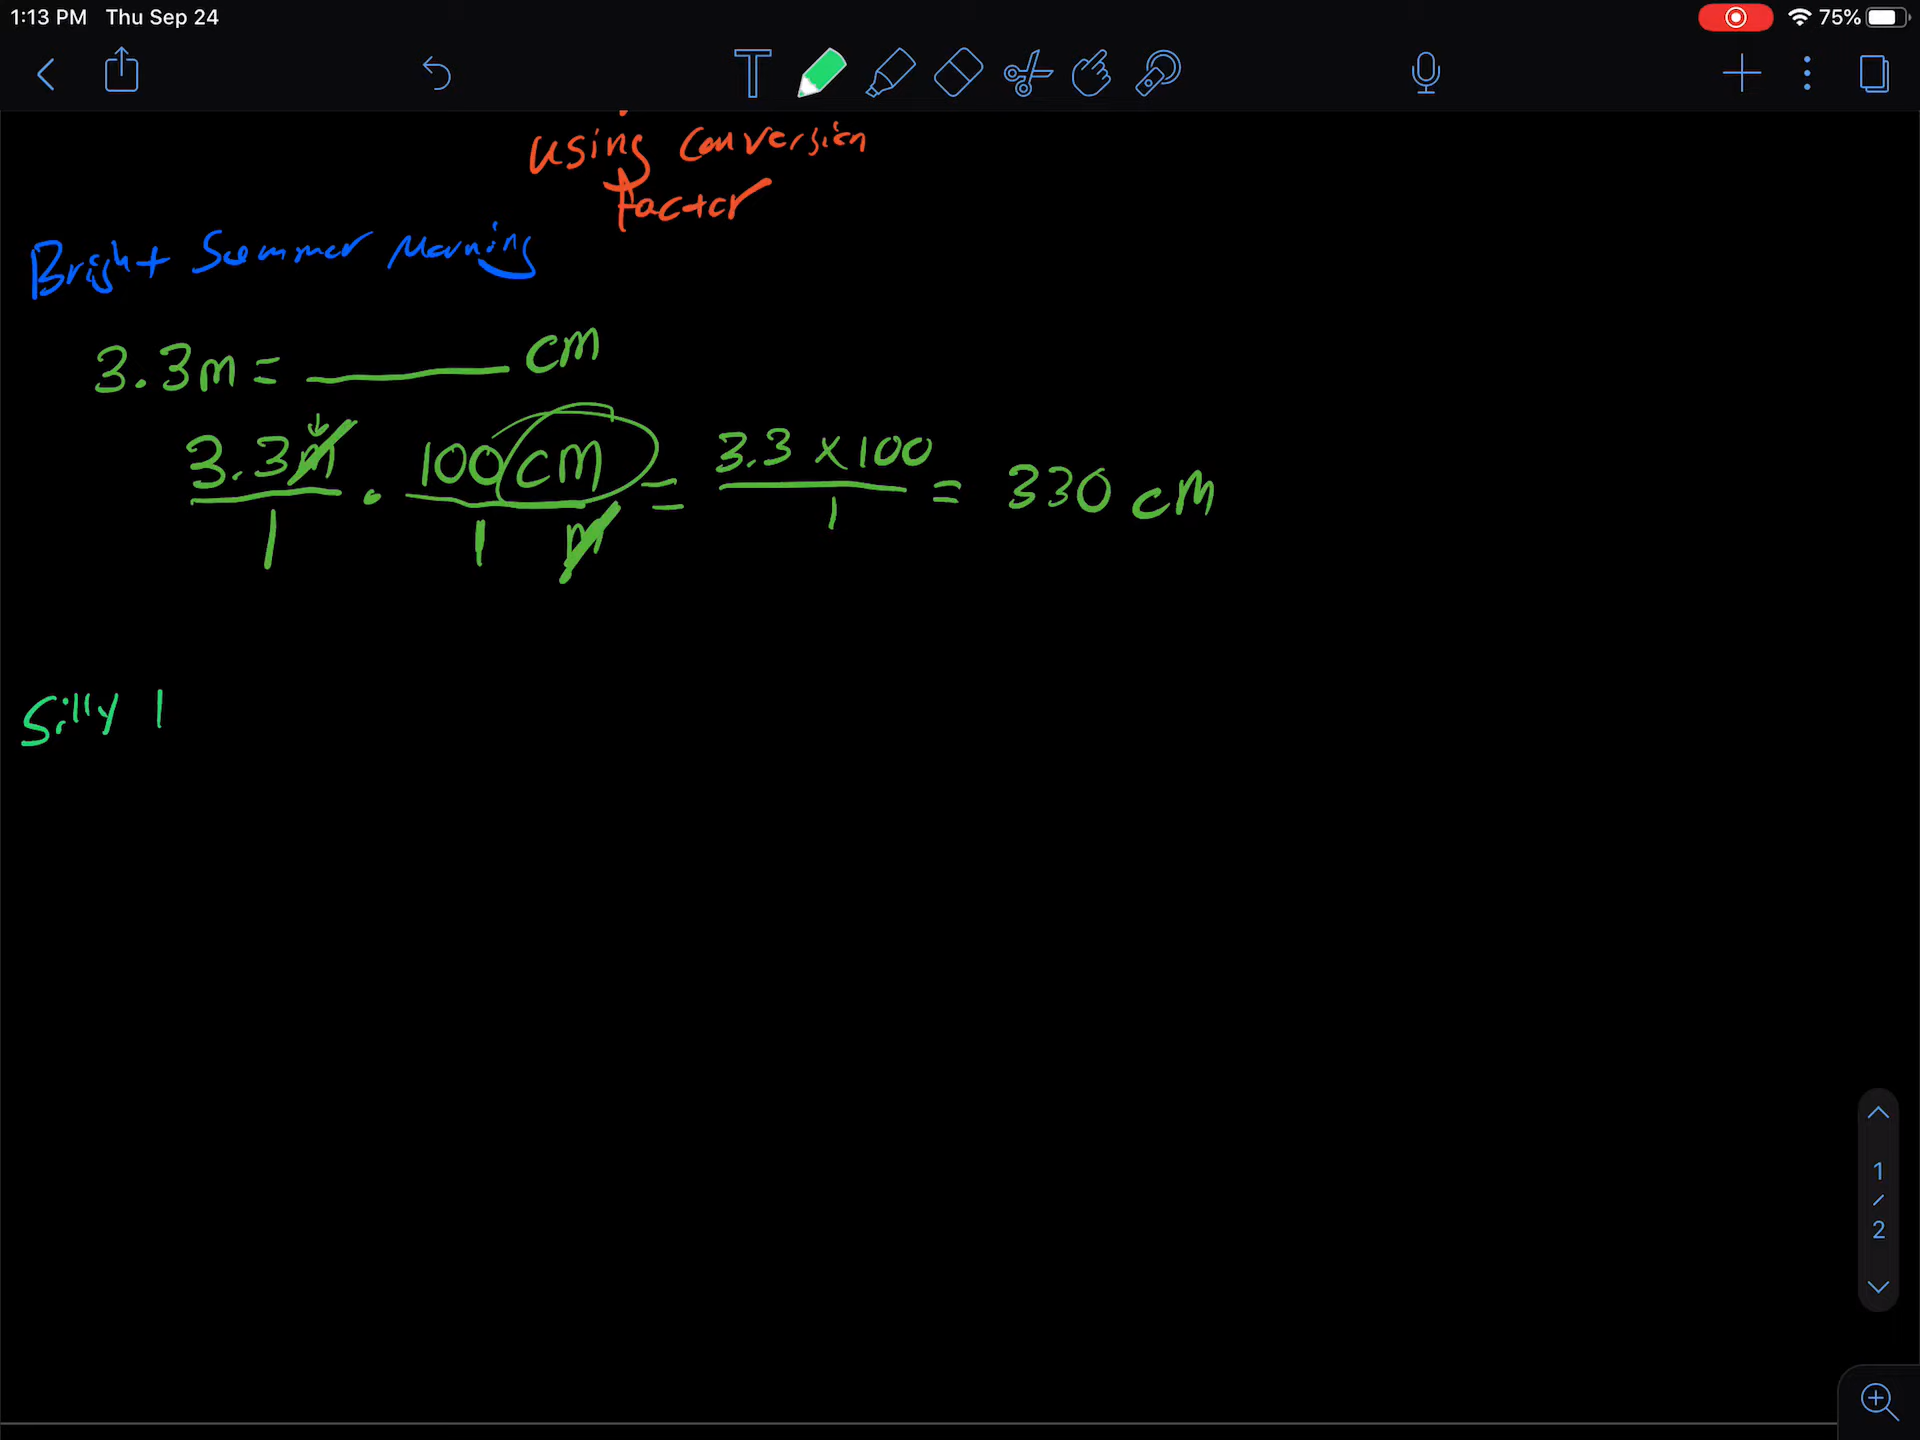 1:13 PM Thu Sep 24
75%
T
using conversion
factor
Bright Summer Morning
3.3m = ______ cm
3.3m/1 · 100cm/1 m = 3.3 x 100/1 = 330 cm
Silly |
1
/
2